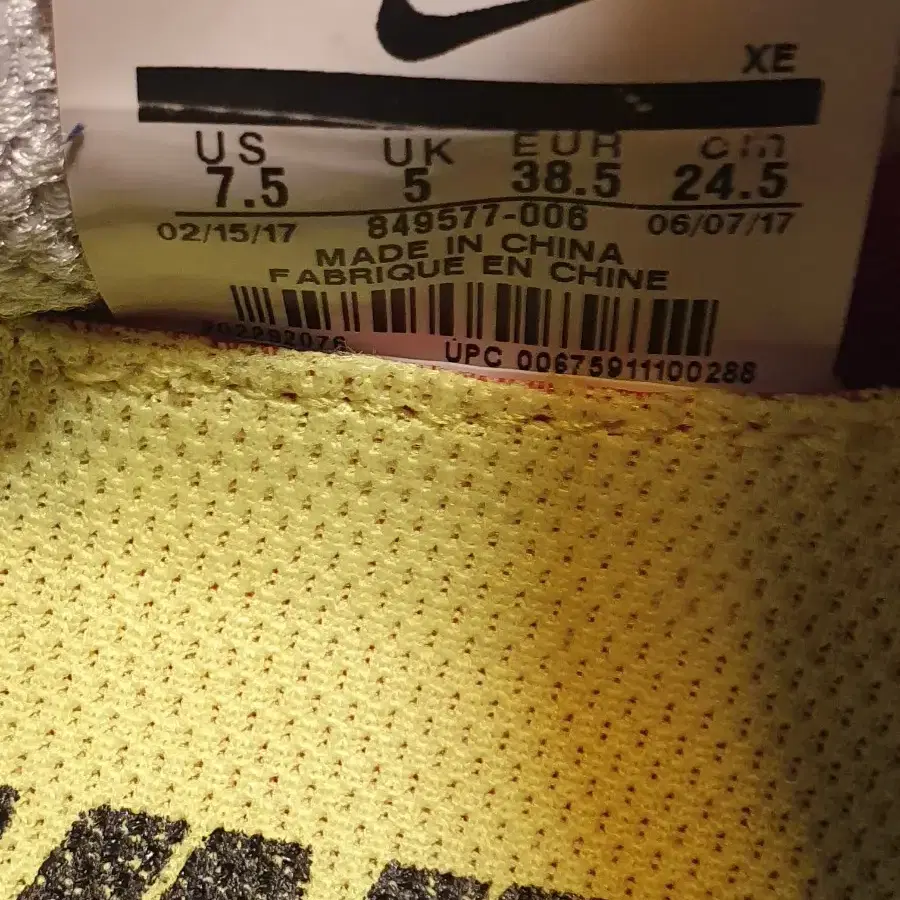 XE
US UK EUR cm
7.5 5 38.5 24.5
02/15/17 849577-006 06/07/17
MADE IN CHINA
FABRIQUE EN CHINE
UPC 00675911100288